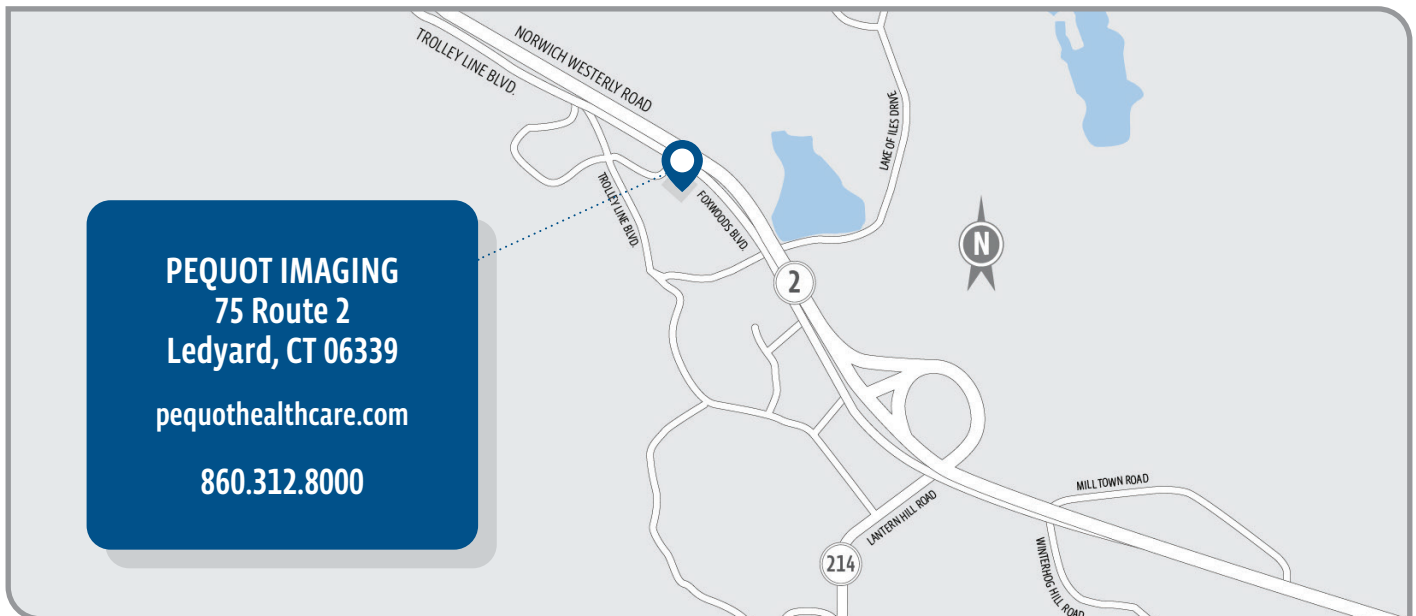 TROLLEY LINE BLVD.
NORWICH WESTERLY ROAD
LAKE OF ILES DRIVE
TROLLEY LINE BLVD.
FOXWOODS BLVD.
N
2
PEQUOT IMAGING
75 Route 2
Ledyard, CT 06339
pequothealthcare.com
860.312.8000
MILL TOWN ROAD
LANTERN HILL ROAD
214
WINTERHOG HILL ROAD